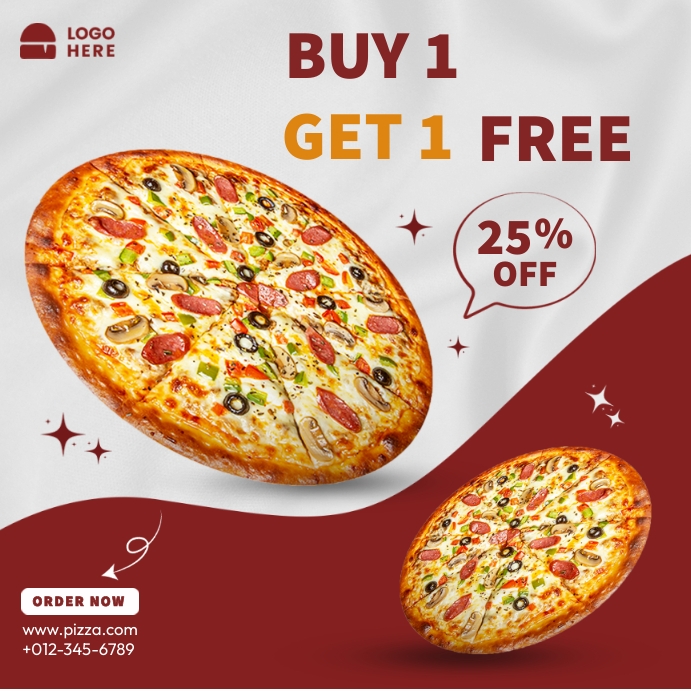 LOGO
HERE
BUY 1
GET 1 FREE
25%
OFF
ORDER NOW
www.pizza.com
+012-345-6789